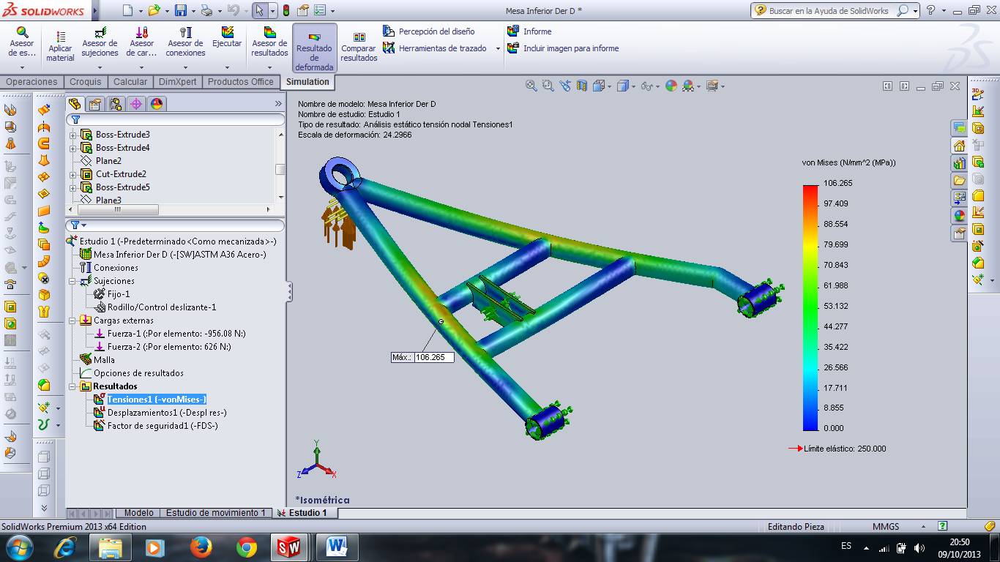 SOLIDWORKS
Mesa Inferior Der D *
Buscar en la Ayuda de SolidWorks
Asesor de es...
Aplicar material
Asesor de sujeciones
Asesor de car...
Asesor de conexiones
Ejecutar
Asesor de resultados
Resultado de deformada
Comparar resultados
Percepción del diseño
Herramientas de trazado
Informe
Incluir imagen para informe
Operaciones
Croquis
Calcular
DimXpert
Productos Office
Simulation
Boss-Extrude3
Boss-Extrude4
Plane2
Cut-Extrude2
Boss-Extrude5
Plane3
Estudio 1 (-Predeterminado<Como mecanizada>-)
Mesa Inferior Der D (-[SW]ASTM A36 Acero-)
Conexiones
Sujeciones
Fijo-1
Rodillo/Control deslizante-1
Cargas externas
Fuerza-1 (:Por elemento: -956.08 N:)
Fuerza-2 (:Por elemento: 626 N:)
Malla
Opciones de resultados
Resultados
Tensiones1 (-vonMises-)
Desplazamientos1 (-Despl res-)
Factor de seguridad1 (-FDS-)
Nombre de modelo: Mesa Inferior Der D
Nombre de estudio: Estudio 1
Tipo de resultado: Análisis estático tensión nodal Tensiones1
Escala de deformación: 24.2966
Máx.: 106.265
von Mises (N/mm^2 (MPa))
106.265
97.409
88.554
79.699
70.843
61.988
53.132
44.277
35.422
26.566
17.711
8.855
0.000
Límite elástico: 250.000
Y
Z
X
*Isométrica
Modelo
Estudio de movimiento 1
Estudio 1
SolidWorks Premium 2013 x64 Edition
Editando Pieza
MMGS
ES
20:50
09/10/2013